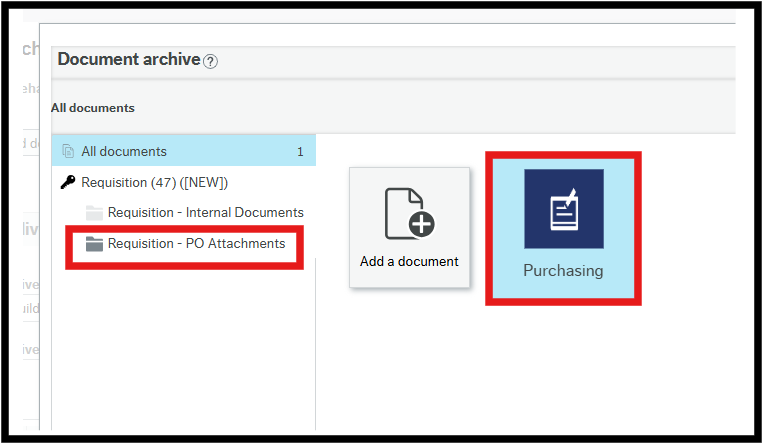 Document archive ?
All documents
All documents 1
Requisition (47) ([NEW])
Requisition - Internal Documents
Requisition - PO Attachments
Add a document
Purchasing